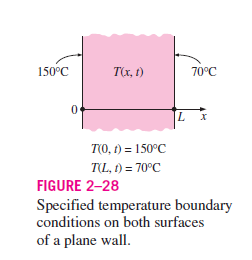 150°C T(x, t) 70°C
0
L x
T(0, t) = 150°C
T(L, t) = 70°C
FIGURE 2–28
Specified temperature boundary
conditions on both surfaces
of a plane wall.